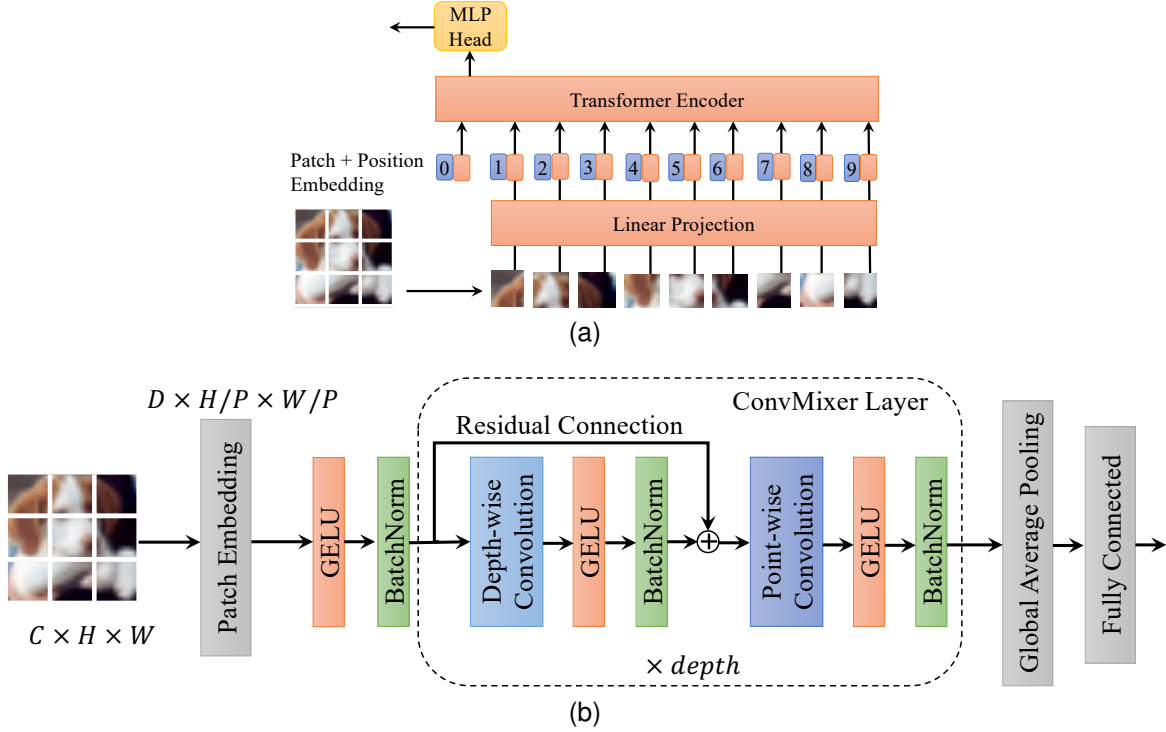 MLP
Head
Transformer Encoder
Patch + Position
Embedding
0 1 2 3 4 5 6 7 8 9
Linear Projection
(a)
D × H/P × W/P
ConvMixer Layer
Residual Connection
Patch Embedding
GELU
BatchNorm
Depth-wise
Convolution
GELU
BatchNorm
Point-wise
Convolution
GELU
BatchNorm
Global Average Pooling
Fully Connected
C × H × W
× depth
(b)